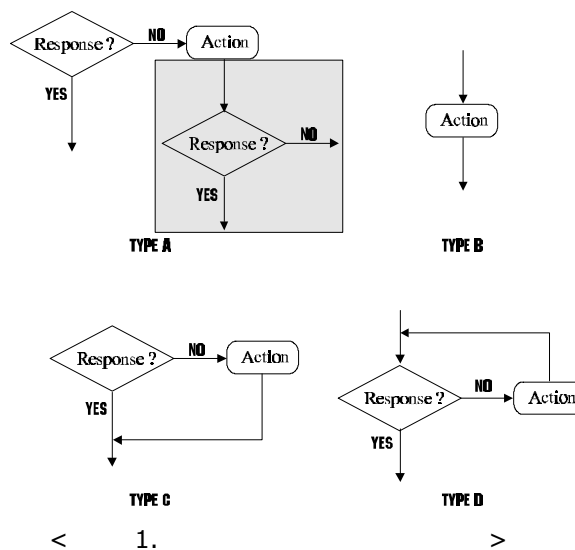 Response ?
NO
Action
YES
Response ?
NO
YES
TYPE A
Action
TYPE B
Response ?
NO
Action
YES
TYPE C
Response ?
NO
Action
YES
TYPE D
< 1. >